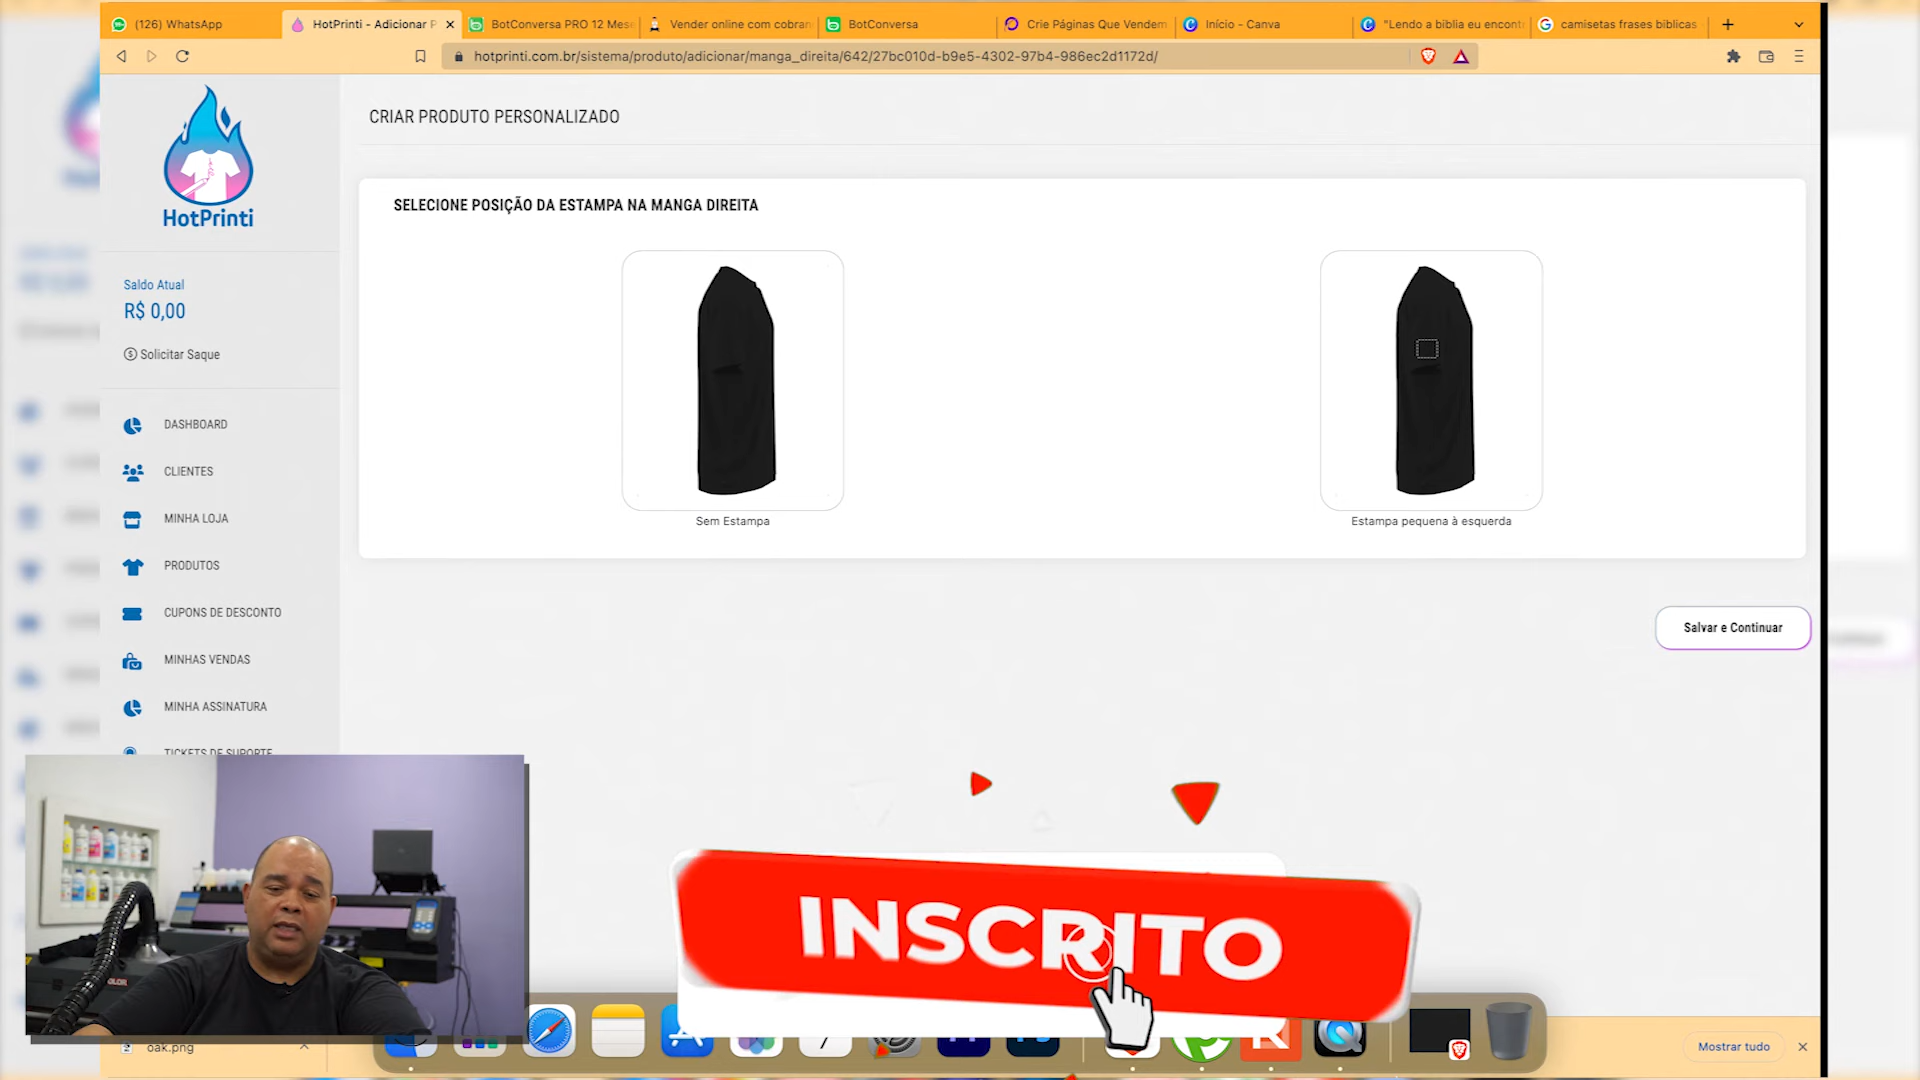 (126) WhatsApp
HotPrinti - Adicionar P
BotConversa PRO 12 Mes
Vender online com cobran
BotConversa
Crie Páginas Que Vendem
Início - Canva
"Lendo a bíblia eu encont
camisetas frases bíblicas
hotprinti.com.br/sistema/produto/adicionar/manga_direita/642/27bc010d-b9e5-4302-97b4-986ec2d1172d/
HotPrinti
CRIAR PRODUTO PERSONALIZADO
SELECIONE POSIÇÃO DA ESTAMPA NA MANGA DIREITA
Sem Estampa
Estampa pequena à esquerda
Salvar e Continuar
Saldo Atual
R$ 0,00
Solicitar Saque
DASHBOARD
CLIENTES
MINHA LOJA
PRODUTOS
CUPONS DE DESCONTO
MINHAS VENDAS
MINHA ASSINATURA
TICKETS DE SUPORTE
INSCRITO
oak.png
Mostrar tudo